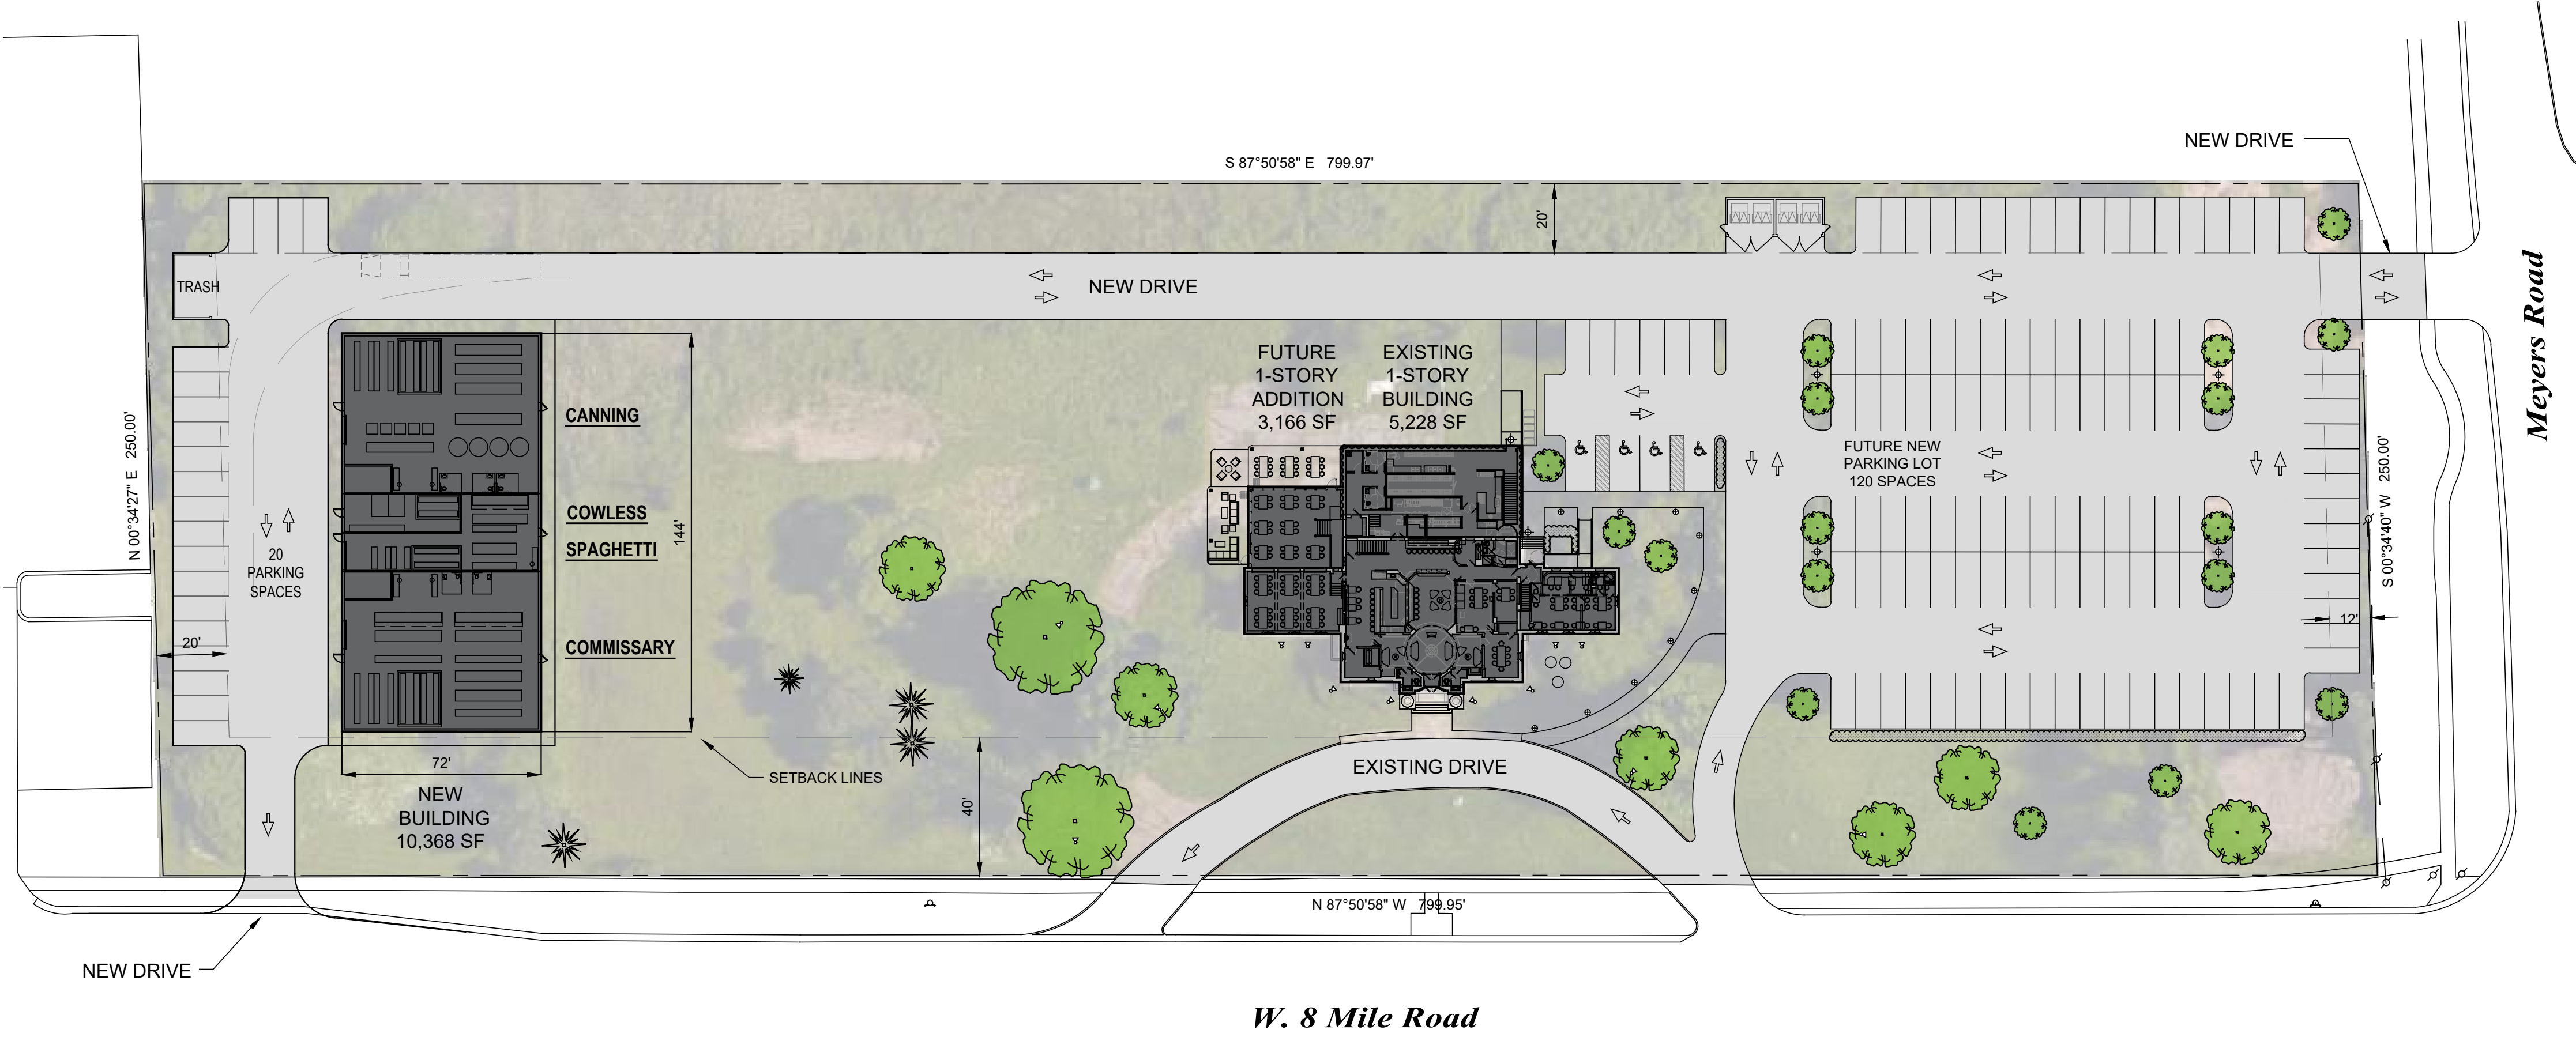 S 87°50'58" E 799.97'
NEW DRIVE
20'
TRASH
NEW DRIVE
Meyers Road
N 00°34'27" E 250.00'
CANNING
COWLESS
SPAGHETTI
COMMISSARY
144'
20
PARKING
SPACES
20'
72'
NEW
BUILDING
10,368 SF
SETBACK LINES
40'
FUTURE
1-STORY
ADDITION
3,166 SF
EXISTING
1-STORY
BUILDING
5,228 SF
EXISTING DRIVE
FUTURE NEW
PARKING LOT
120 SPACES
S 00°34'40" W 250.00'
12'
N 87°50'58" W 799.95'
NEW DRIVE
W. 8 Mile Road